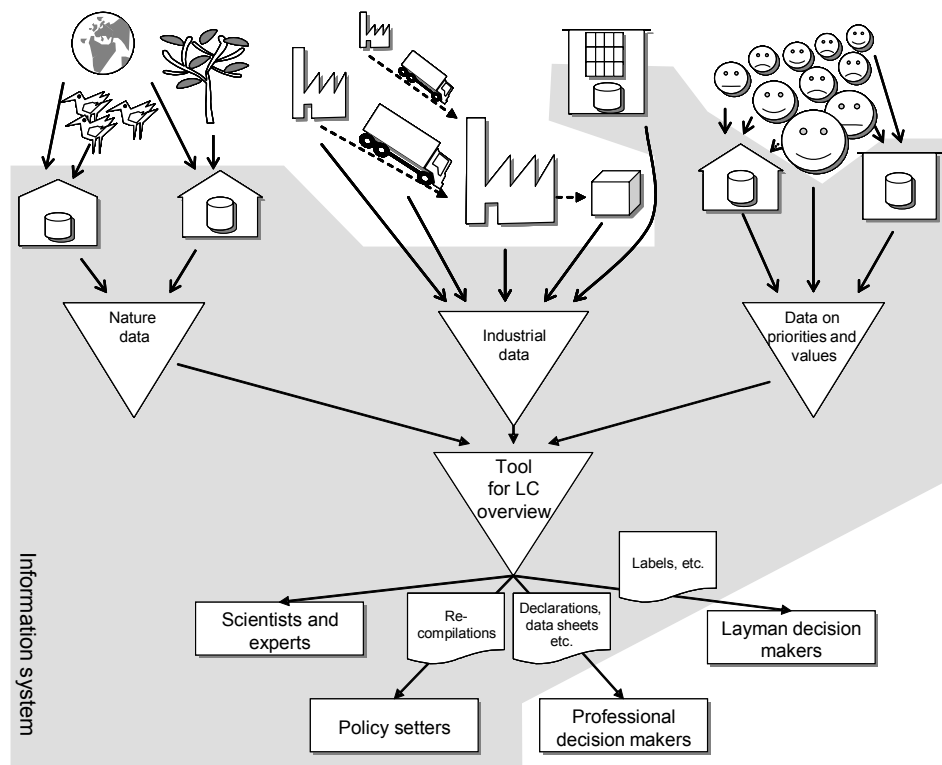 Nature
data
Industrial
data
Data on
priorities and
values
Tool
for LC
overview
Information system
Labels, etc.
Scientists and
experts
Re-
compilations
Declarations,
data sheets
etc.
Layman decision
makers
Policy setters
Professional
decision makers